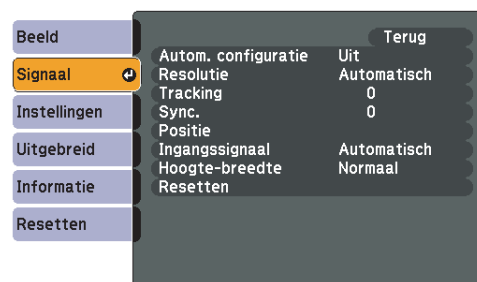 Beeld
Signaal
Instellingen
Uitgebreid
Informatie
Resetten
Terug
Autom. configuratie Uit
Resolutie Automatisch
Tracking 0
Sync. 0
Positie
Ingangssignaal Automatisch
Hoogte-breedte Normaal
Resetten